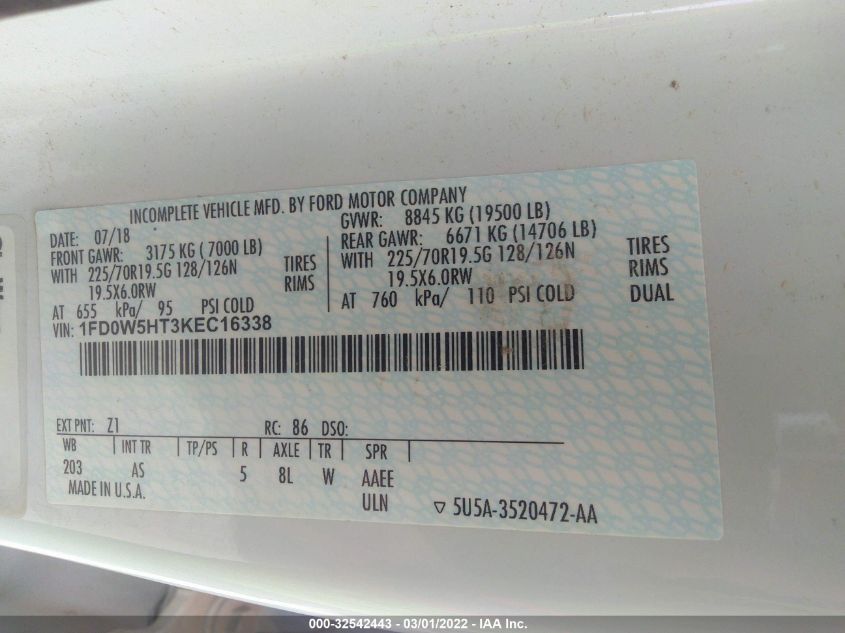 INCOMPLETE VEHICLE MFD. BY FORD MOTOR COMPANY
DATE: 07/18
GVWR: 8845 KG (19500 LB)
FRONT GAWR: 3175 KG (7000 LB)
REAR GAWR: 6671 KG (14706 LB)
WITH 225/70R19.5G 128/126N TIRES
WITH 225/70R19.5G 128/126N TIRES
19.5X6.0RW RIMS
19.5X6.0RW RIMS
AT 655 kPa/ 95 PSI COLD
AT 760 kPa/ 110 PSI COLD DUAL
VIN: 1FD0W5HT3KEC16338
EXT PNT: Z1 RC: 86 DSO:
WB INT TR TP/PS R AXLE TR SPR
203 AS 5 8L W AAEE
MADE IN U.S.A. ULN ▽ 5U5A-3520472-AA
000-32542443 - 03/01/2022 - IAA Inc.